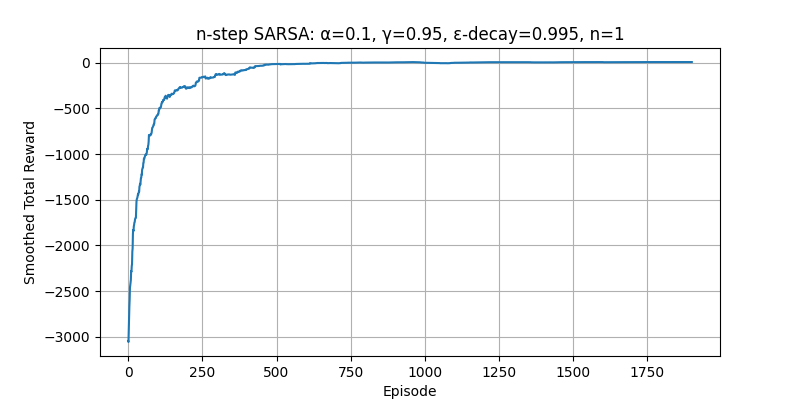 n-step SARSA: α=0.1, γ=0.95, ε-decay=0.995, n=1
Smoothed Total Reward
0
−500
−1000
−1500
−2000
−2500
−3000
0 250 500 750 1000 1250 1500 1750
Episode